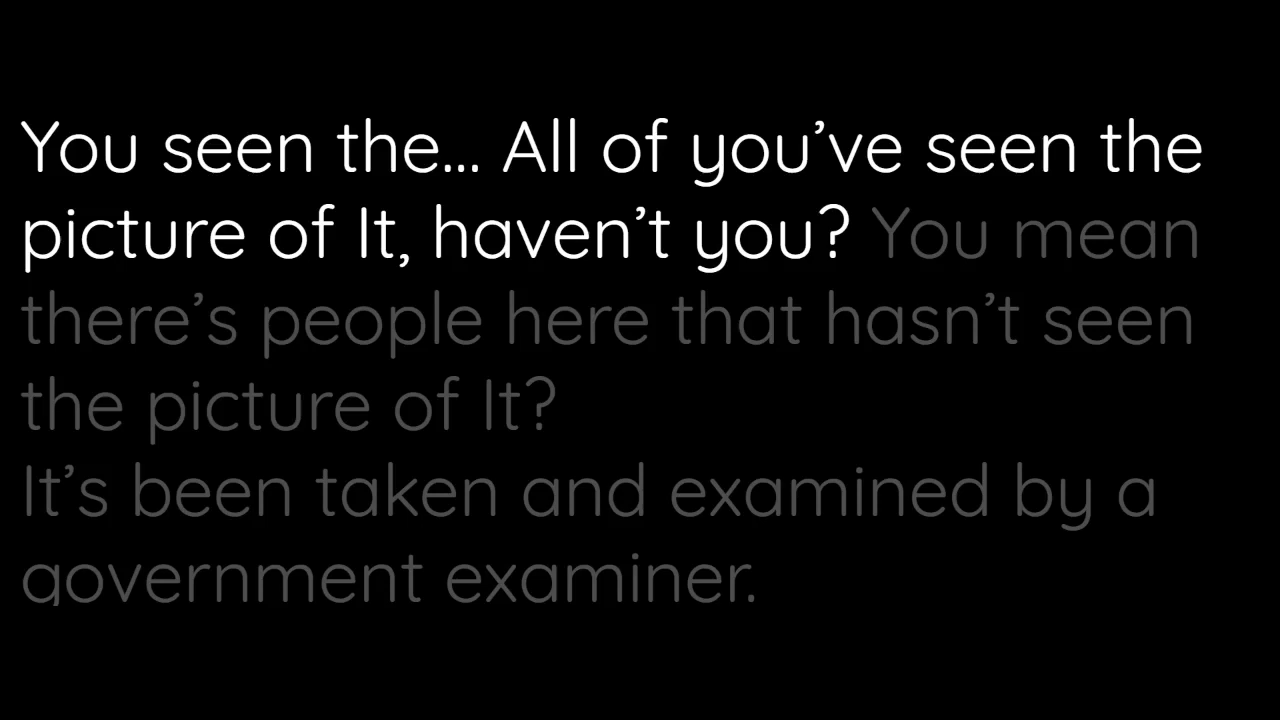 You seen the... All of you’ve seen the
picture of It, haven’t you? You mean
there’s people here that hasn’t seen
the picture of It?
It’s been taken and examined by a
government examiner.